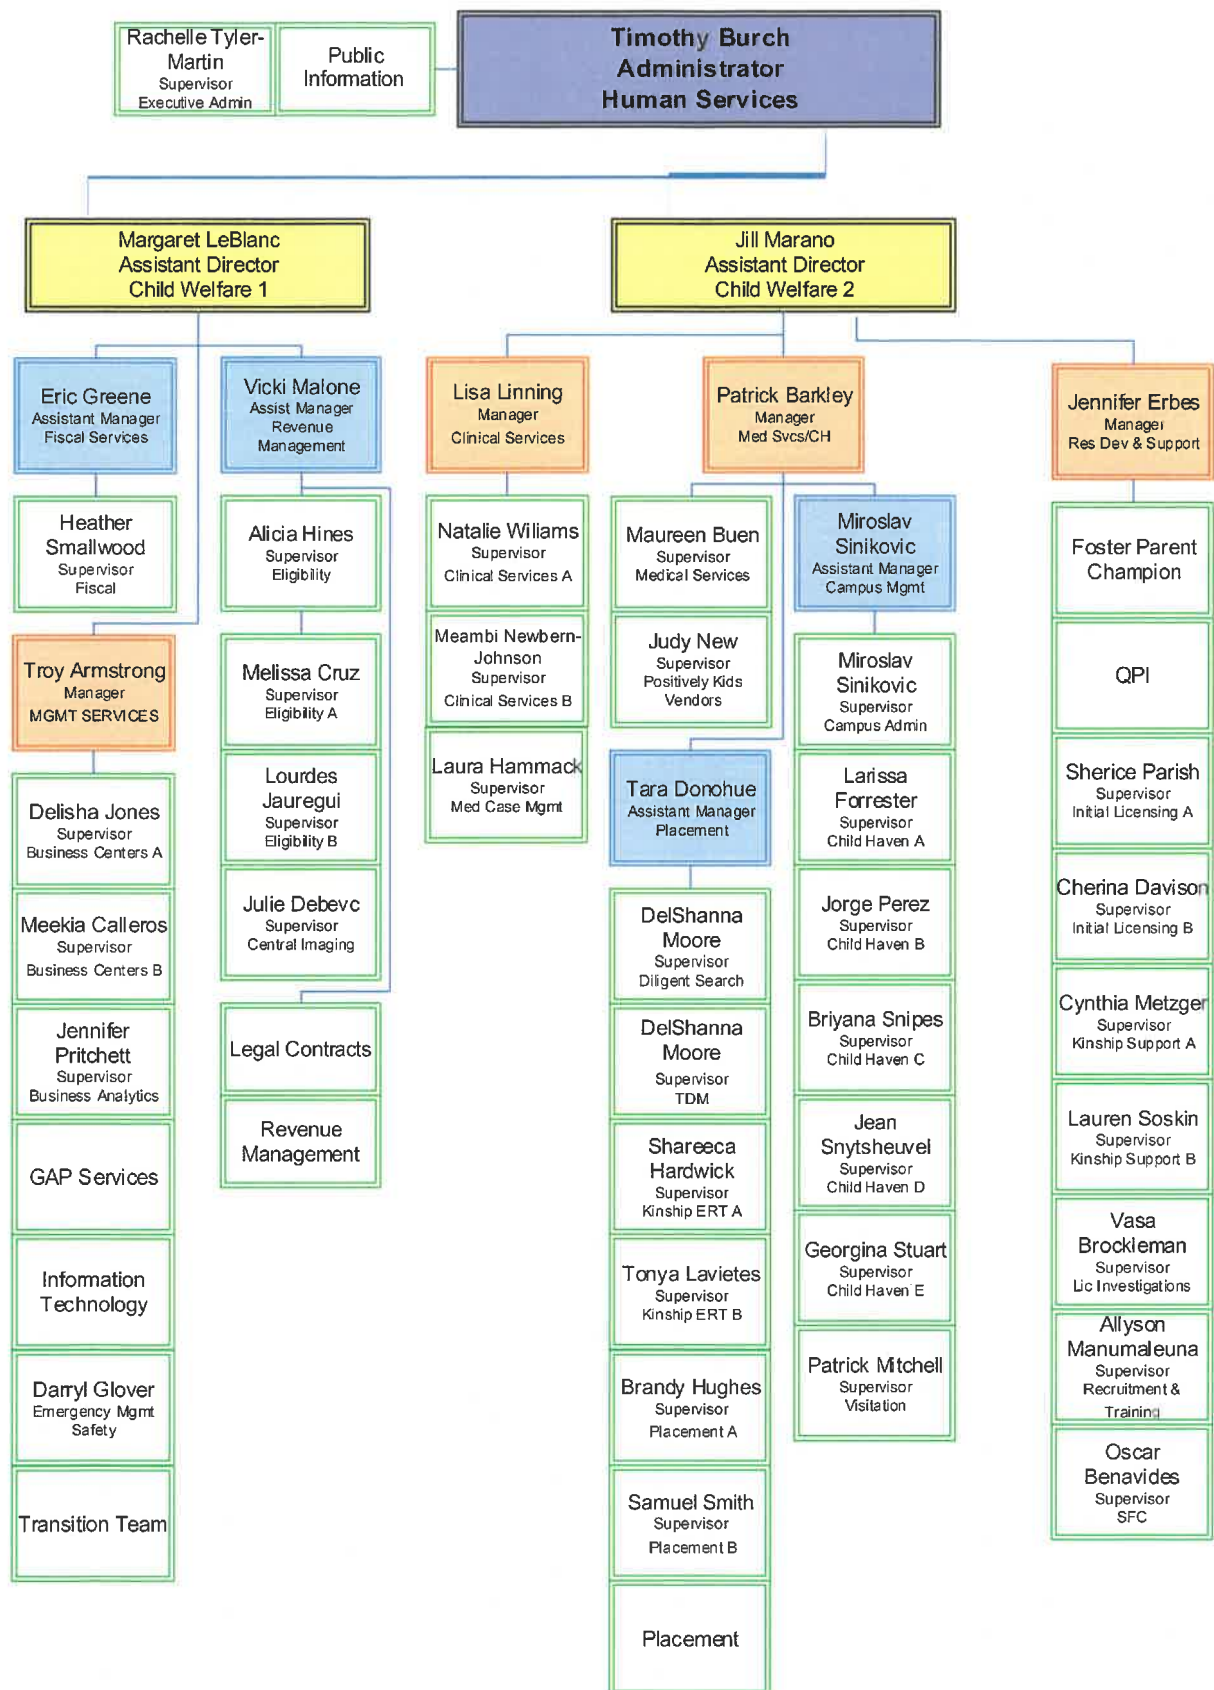 Rachelle Tyler-
Martin
Supervisor
Executive Admin
Public
Information
Timothy Burch
Administrator
Human Services
Margaret LeBlanc
Assistant Director
Child Welfare 1
Jill Marano
Assistant Director
Child Welfare 2
Eric Greene
Assistant Manager
Fiscal Services
Heather
Smallwood
Supervisor
Fiscal
Troy Armstrong
Manager
MGMT SERVICES
Delisha Jones
Supervisor
Business Centers A
Meekia Calleros
Supervisor
Business Centers B
Jennifer
Pritchett
Supervisor
Business Analytics
GAP Services
Information
Technology
Darryl Glover
Emergency Mgmt
Safety
Transition Team
Vicki Malone
Assist Manager
Revenue
Management
Alicia Hines
Supervisor
Eligibility
Melissa Cruz
Supervisor
Eligibility A
Lourdes
Jauregui
Supervisor
Eligibility B
Julie Debevc
Supervisor
Central Imaging
Legal Contracts
Revenue
Management
Lisa Linning
Manager
Clinical Services
Natalie Wiliams
Supervisor
Clinical Services A
Meambi Newbern-
Johnson
Supervisor
Clinical Services B
Laura Hammack
Supervisor
Med Case Mgmt
Patrick Barkley
Manager
Med Svcs/CH
Maureen Buen
Supervisor
Medical Services
Judy New
Supervisor
Positively Kids
Vendors
Tara Donohue
Assistant Manager
Placement
DelShanna
Moore
Supervisor
Diligent Search
DelShanna
Moore
Supervisor
TDM
Shareeca
Hardwick
Supervisor
Kinship ERT A
Tonya Lavietes
Supervisor
Kinship ERT B
Brandy Hughes
Supervisor
Placement A
Samuel Smith
Supervisor
Placement B
Placement
Miroslav
Sinikovic
Assistant Manager
Campus Mgmt
Miroslav
Sinikovic
Supervisor
Campus Admin
Larissa
Forrester
Supervisor
Child Haven A
Jorge Perez
Supervisor
Child Haven B
Briyana Snipes
Supervisor
Child Haven C
Jean
Snytsheuvel
Supervisor
Child Haven D
Georgina Stuart
Supervisor
Child Haven E
Patrick Mitchell
Supervisor
Visitation
Jennifer Erbes
Manager
Res Dev & Support
Foster Parent
Champion
QPI
Sherice Parish
Supervisor
Initial Licensing A
Cherina Davison
Supervisor
Initial Licensing B
Cynthia Metzger
Supervisor
Kinship Support A
Lauren Soskin
Supervisor
Kinship Support B
Vasa
Brockleman
Supervisor
Lic Investigations
Allyson
Manumaleuna
Supervisor
Recruitment &
Training
Oscar
Benavides
Supervisor
SFC